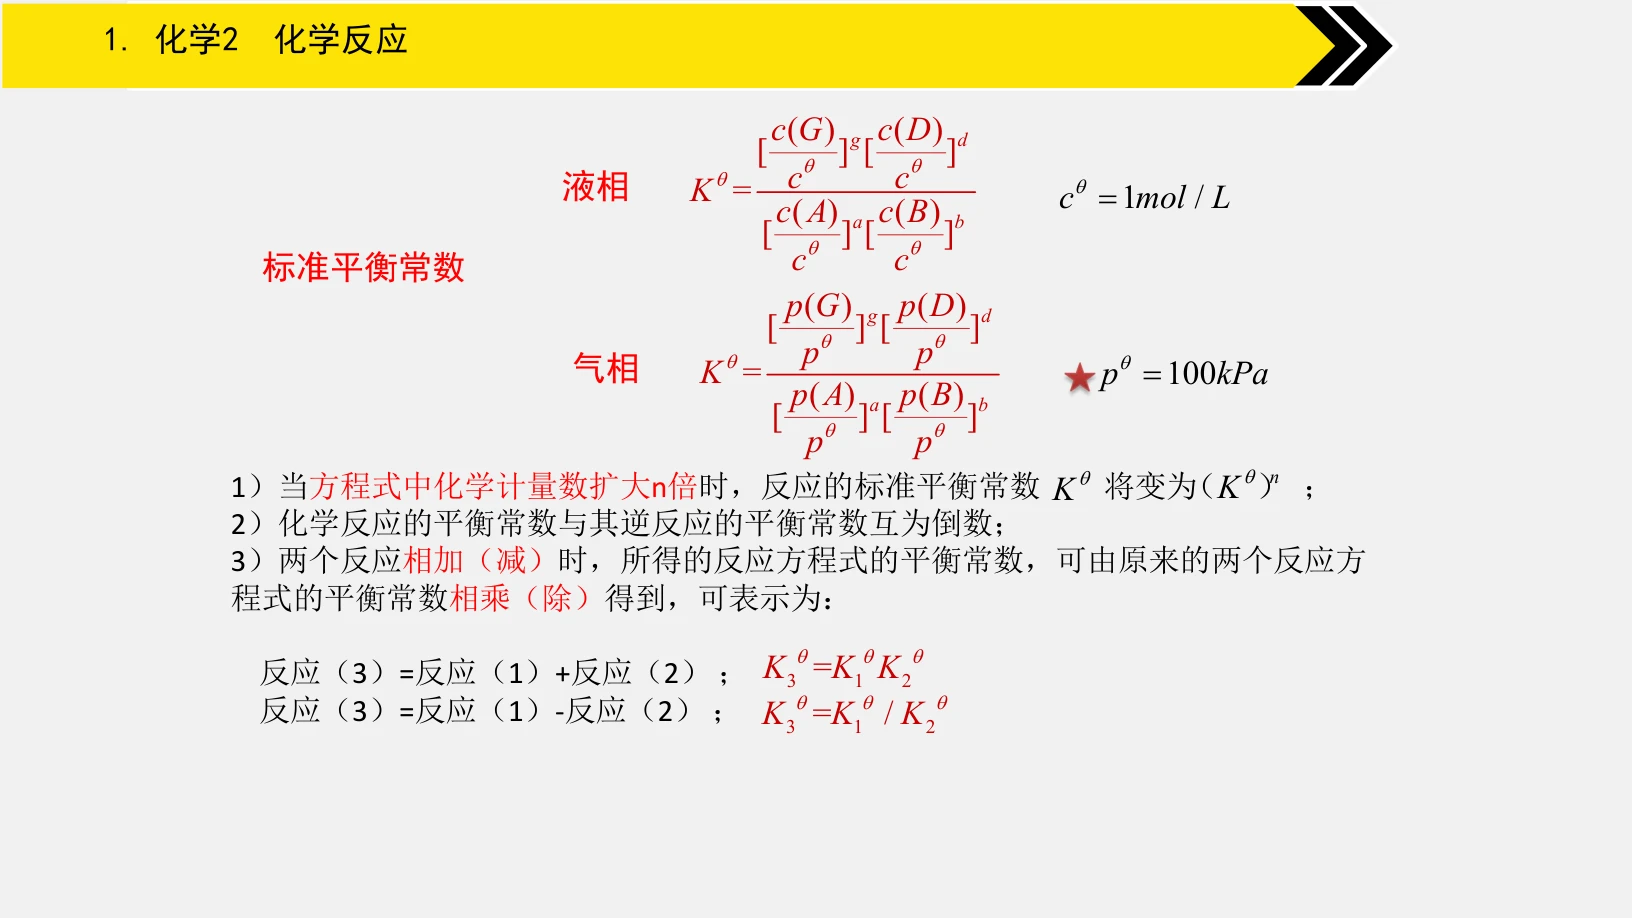 1. 化学2 化学反应
标准平衡常数
液相 K^θ = [c(G)/c^θ]^g [c(D)/c^θ]^d / [c(A)/c^θ]^a [c(B)/c^θ]^b c^θ = 1mol / L
气相 K^θ = [p(G)/p^θ]^g [p(D)/p^θ]^d / [p(A)/p^θ]^a [p(B)/p^θ]^b ★ p^θ = 100kPa
1）当方程式中化学计量数扩大n倍时，反应的标准平衡常数 K^θ 将变为(K^θ)^n ；
2）化学反应的平衡常数与其逆反应的平衡常数互为倒数；
3）两个反应相加（减）时，所得的反应方程式的平衡常数，可由原来的两个反应方
程式的平衡常数相乘（除）得到，可表示为：
反应（3）=反应（1）+反应（2）； K_3^θ=K_1^θ K_2^θ
反应（3）=反应（1）-反应（2）； K_3^θ=K_1^θ / K_2^θ